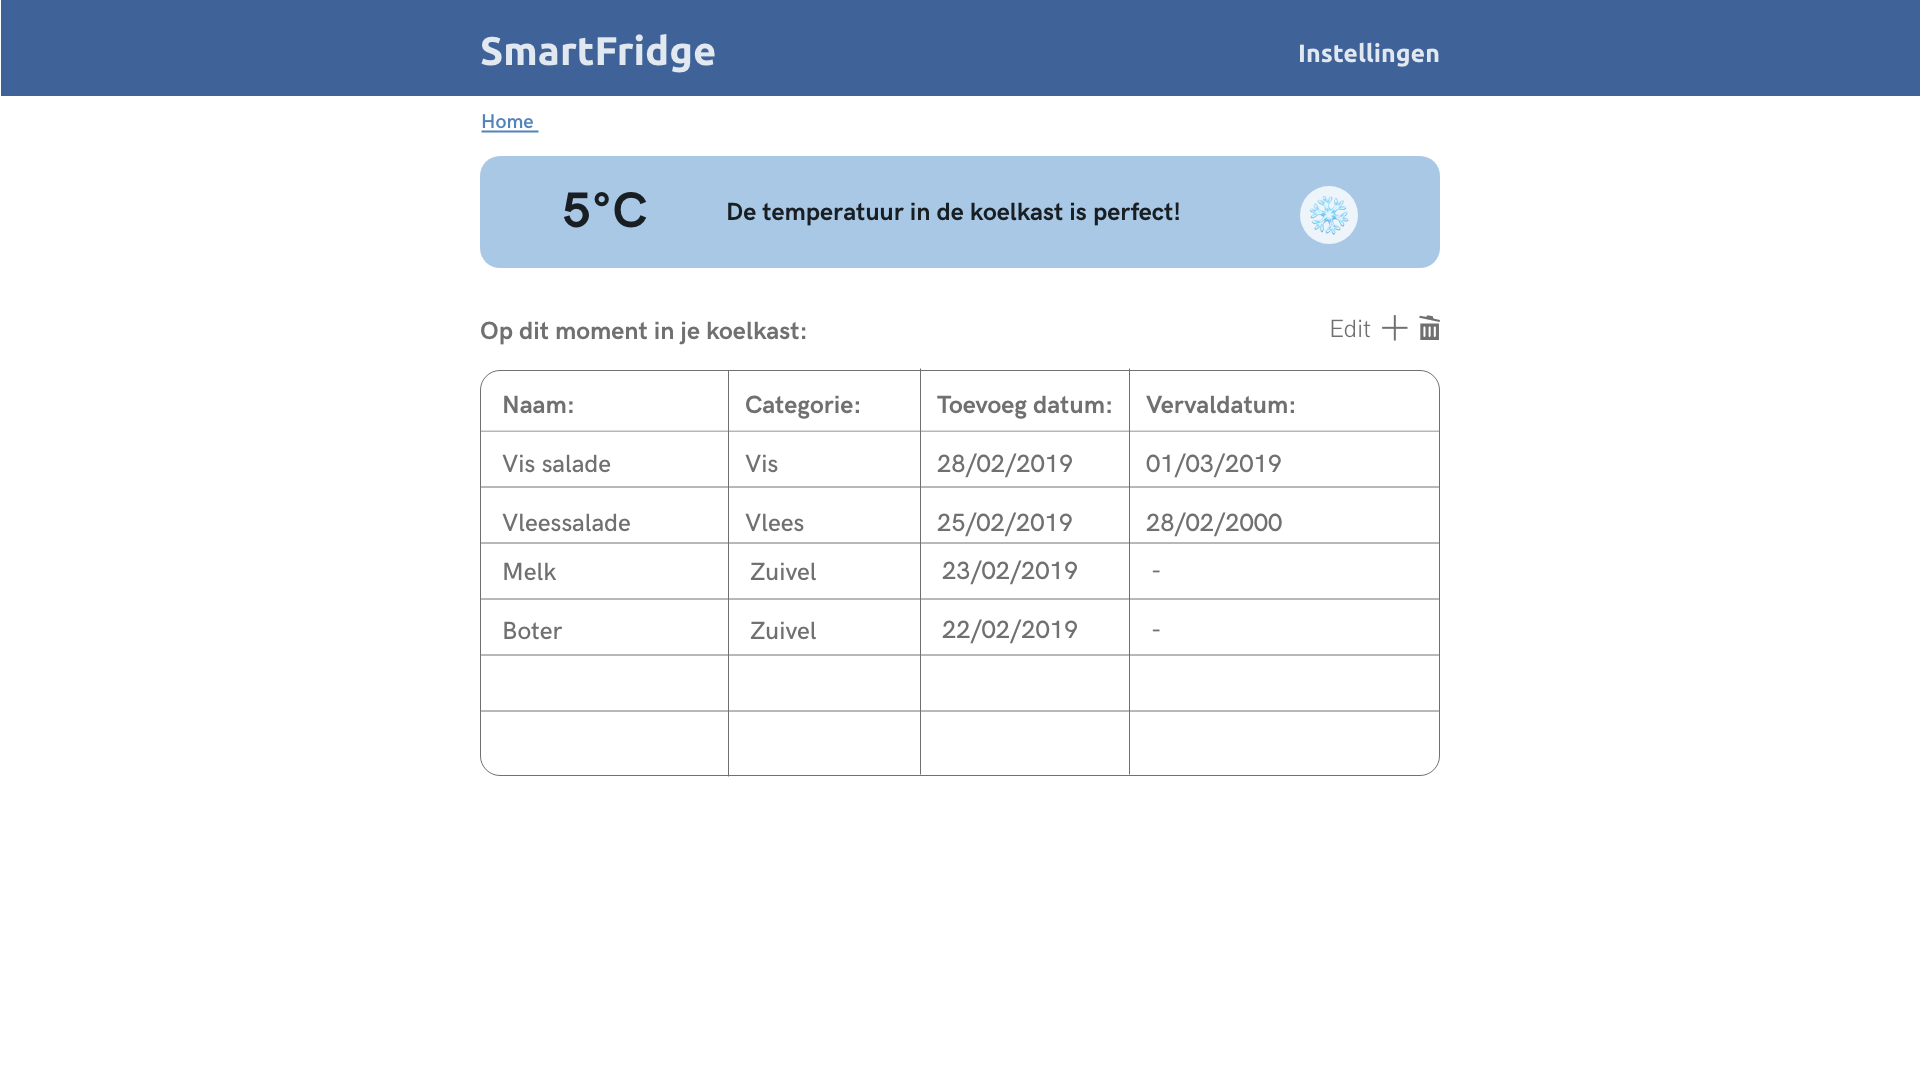 SmartFridge Instellingen
Home
5°C De temperatuur in de koelkast is perfect!
Op dit moment in je koelkast: Edit
Naam: Categorie: Toevoeg datum: Vervaldatum:
Vis salade Vis 28/02/2019 01/03/2019
Vleessalade Vlees 25/02/2019 28/02/2000
Melk Zuivel 23/02/2019 -
Boter Zuivel 22/02/2019 -